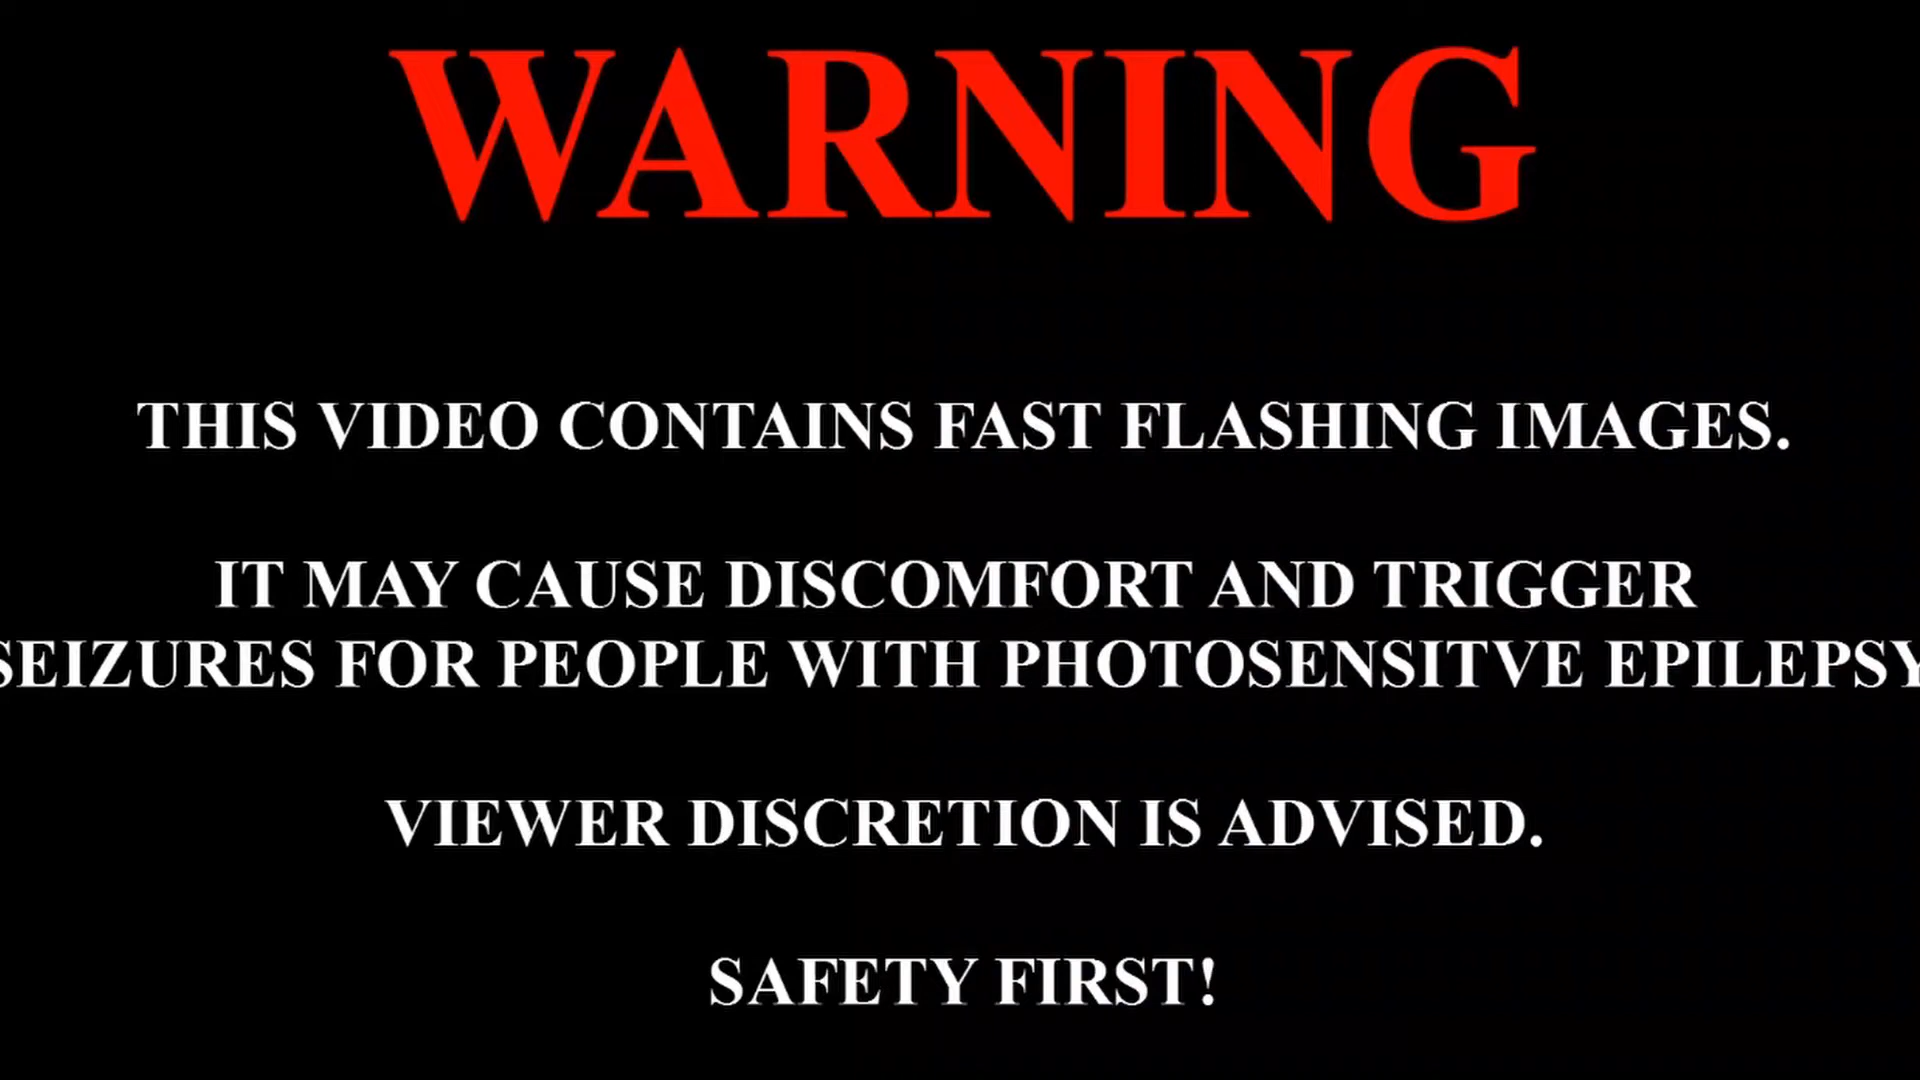 WARNING
THIS VIDEO CONTAINS FAST FLASHING IMAGES.
IT MAY CAUSE DISCOMFORT AND TRIGGER
SEIZURES FOR PEOPLE WITH PHOTOSENSITVE EPILEPSY
VIEWER DISCRETION IS ADVISED.
SAFETY FIRST!